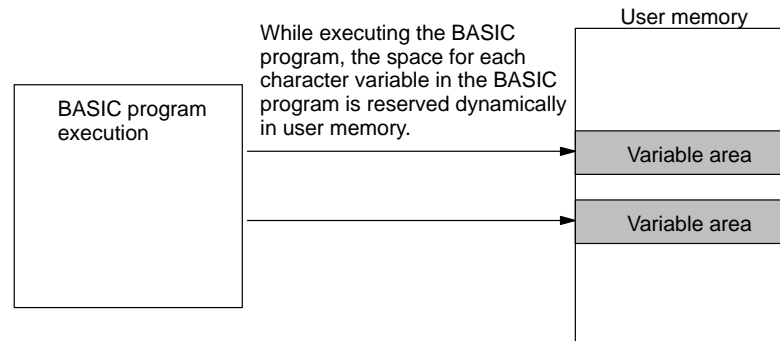 User memory
While executing the BASIC
program, the space for each
character variable in the BASIC
program is reserved dynamically
in user memory.
BASIC program
execution
Variable area
Variable area